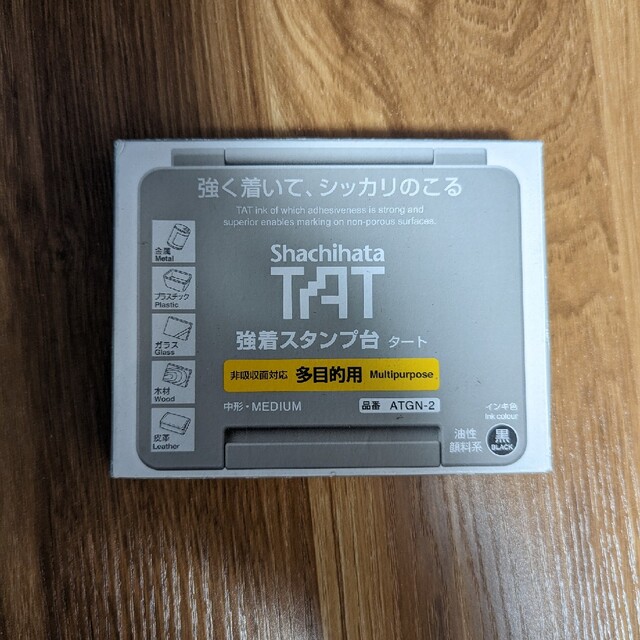 強く着いて、シッカリのこる
TAT ink of which adhesiveness is strong and
superior enables marking on non-porous surfaces.
Shachihata
TAT
強着スタンプ台 タート
非吸収面対応 多目的用 Multipurpose
中形・MEDIUM
品番 ATGN-2
金属
Metal
プラスチック
Plastic
ガラス
Glass
木材
Wood
皮革
Leather
インキ色
Ink colour
油性
顔料系
黒
BLACK